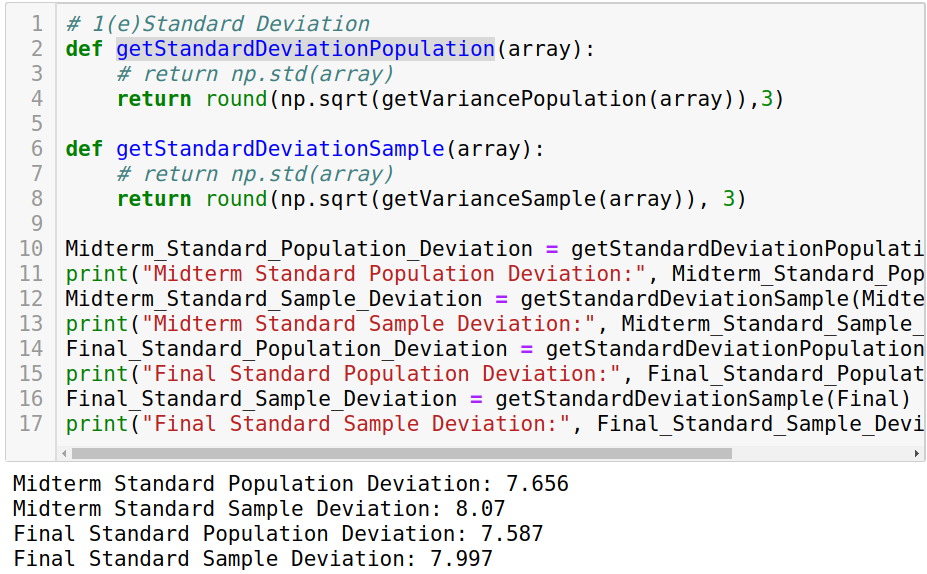 1 # 1(e)Standard Deviation
2 def getStandardDeviationPopulation(array):
3     # return np.std(array)
4     return round(np.sqrt(getVariancePopulation(array)),3)
5
6 def getStandardDeviationSample(array):
7     # return np.std(array)
8     return round(np.sqrt(getVarianceSample(array)), 3)
9
10 Midterm_Standard_Population_Deviation = getStandardDeviationPopulati
11 print("Midterm Standard Population Deviation:", Midterm_Standard_Pop
12 Midterm_Standard_Sample_Deviation = getStandardDeviationSample(Midte
13 print("Midterm Standard Sample Deviation:", Midterm_Standard_Sample_
14 Final_Standard_Population_Deviation = getStandardDeviationPopulation
15 print("Final Standard Population Deviation:", Final_Standard_Populat
16 Final_Standard_Sample_Deviation = getStandardDeviationSample(Final)
17 print("Final Standard Sample Deviation:", Final_Standard_Sample_Devi
Midterm Standard Population Deviation: 7.656
Midterm Standard Sample Deviation: 8.07
Final Standard Population Deviation: 7.587
Final Standard Sample Deviation: 7.997